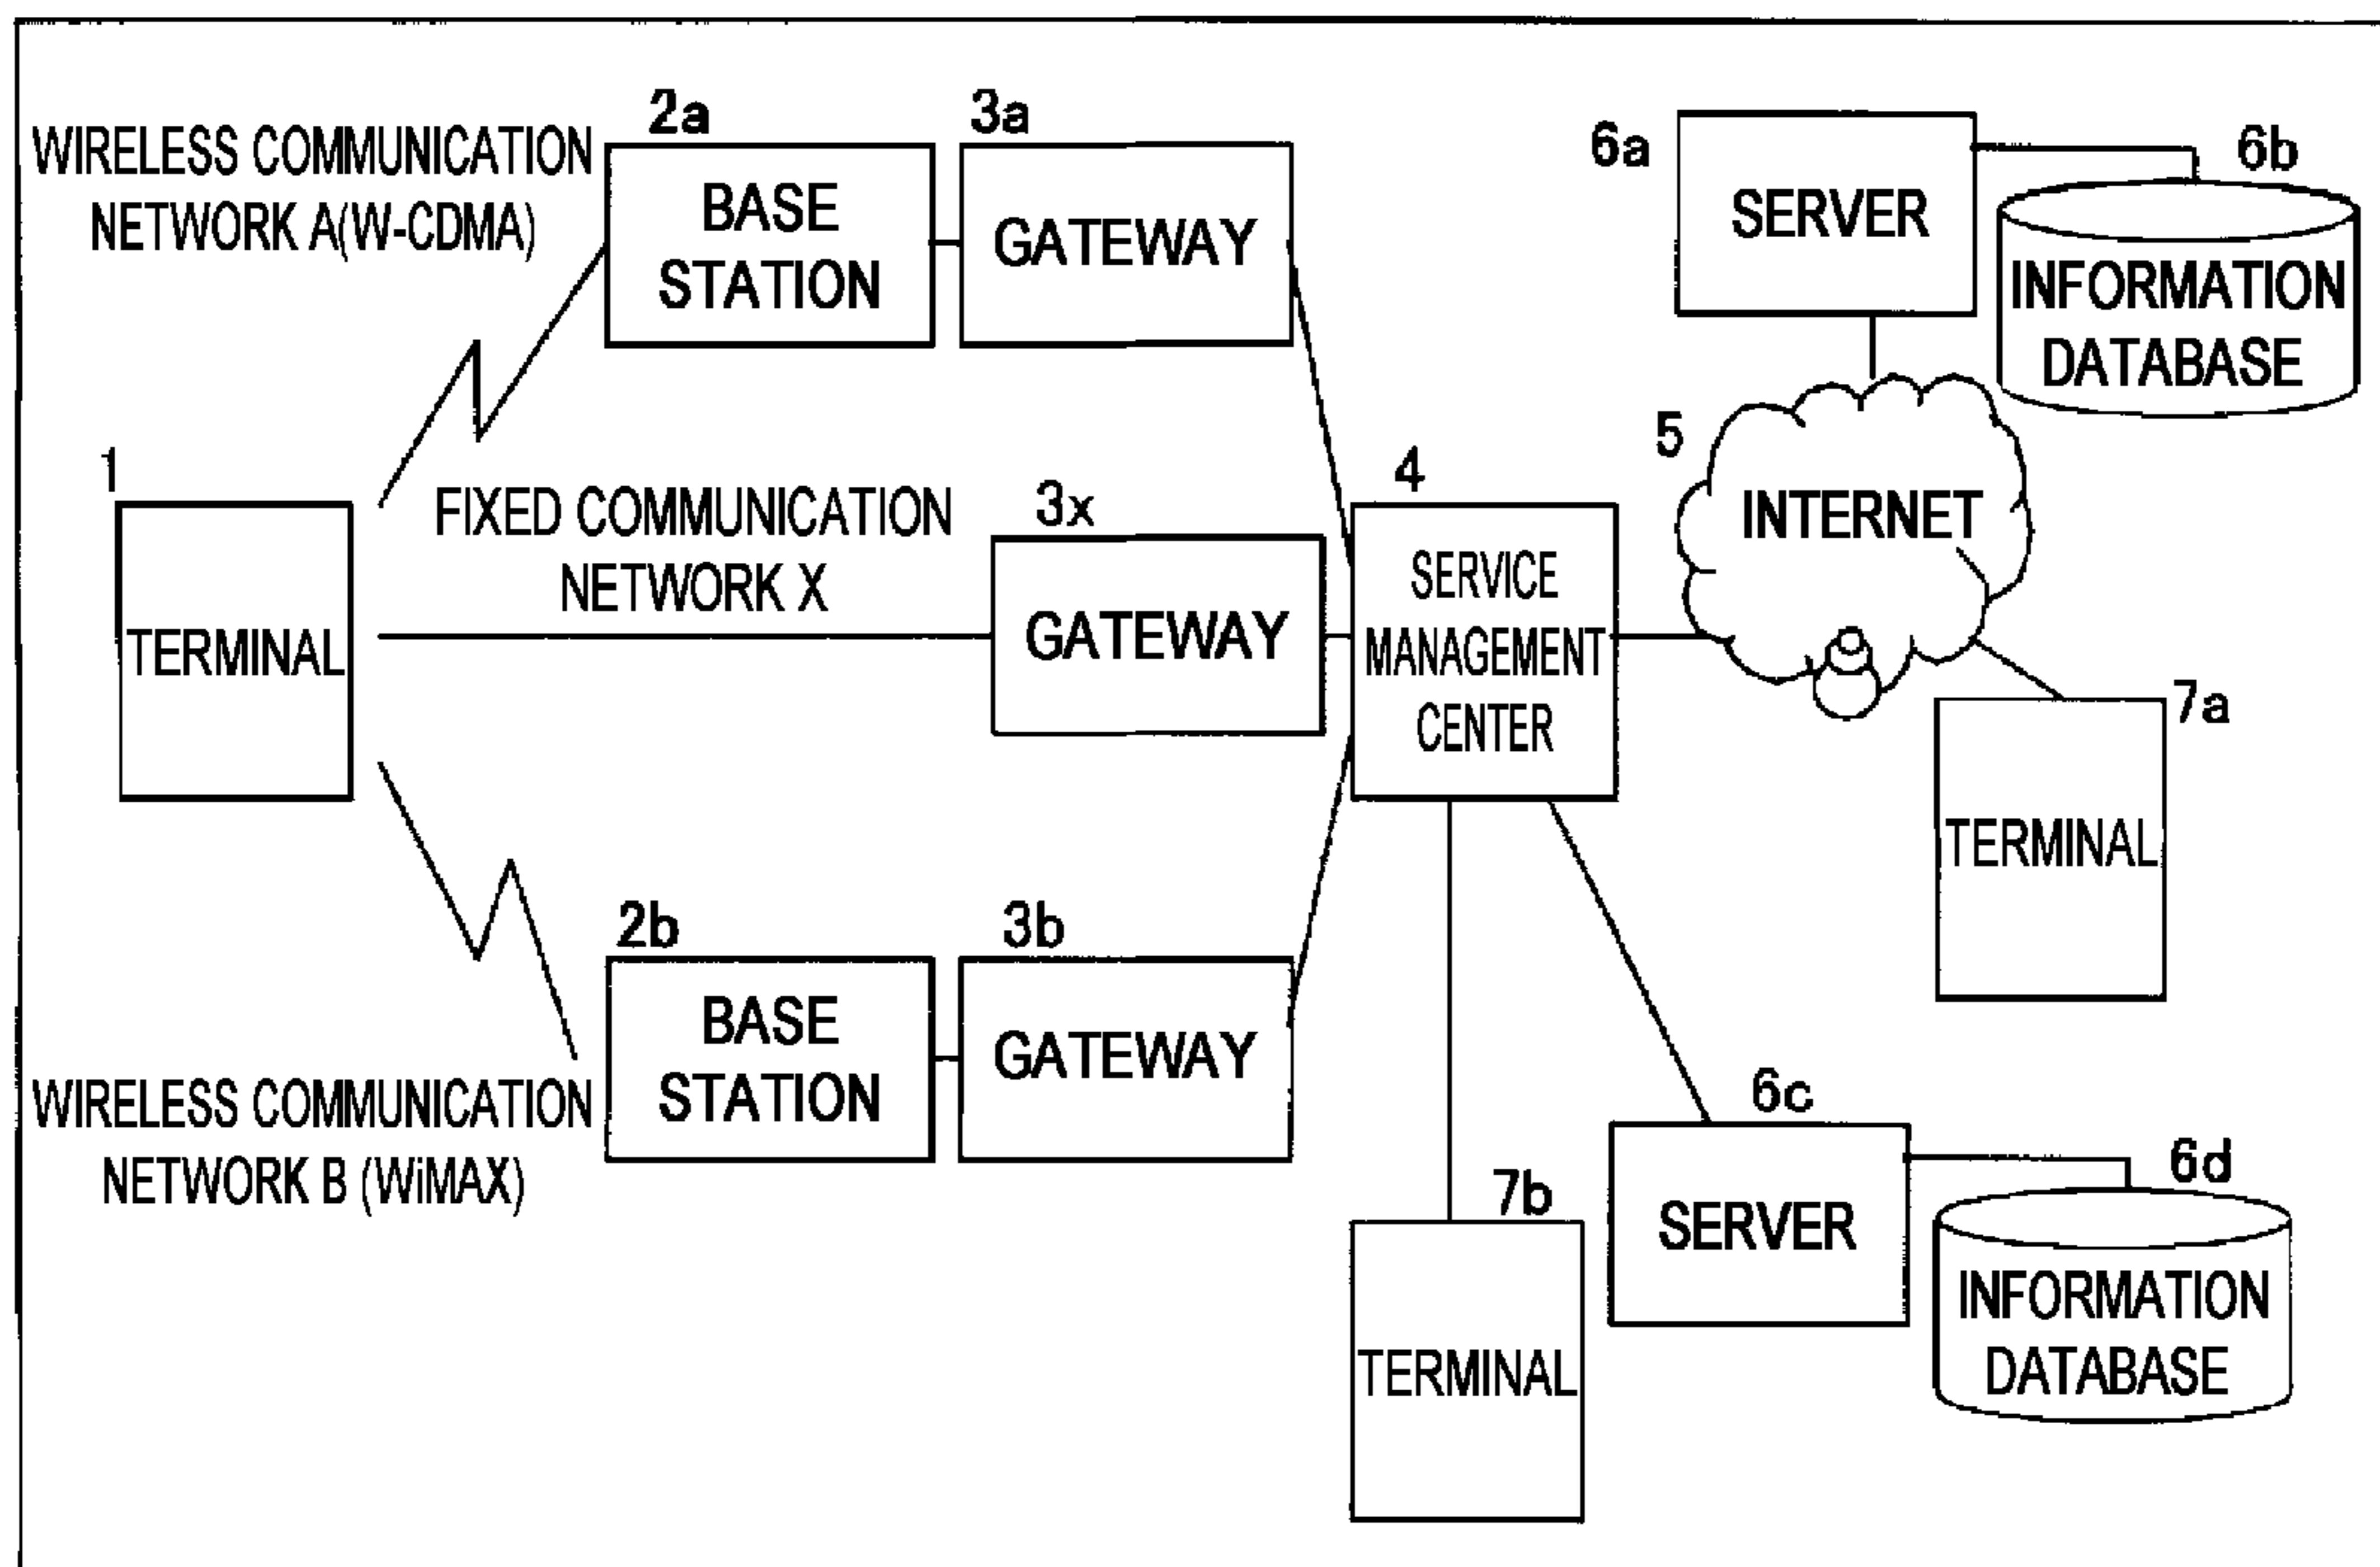 WIRELESS COMMUNICATION
NETWORK A(W-CDMA)
2a
BASE
STATION
3a
GATEWAY
6a
SERVER
6b
INFORMATION
DATABASE
1
TERMINAL
FIXED COMMUNICATION
NETWORK X
3x
GATEWAY
4
SERVICE
MANAGEMENT
CENTER
5
INTERNET
7a
TERMINAL
WIRELESS COMMUNICATION
NETWORK B (WiMAX)
2b
BASE
STATION
3b
GATEWAY
7b
TERMINAL
6c
SERVER
6d
INFORMATION
DATABASE